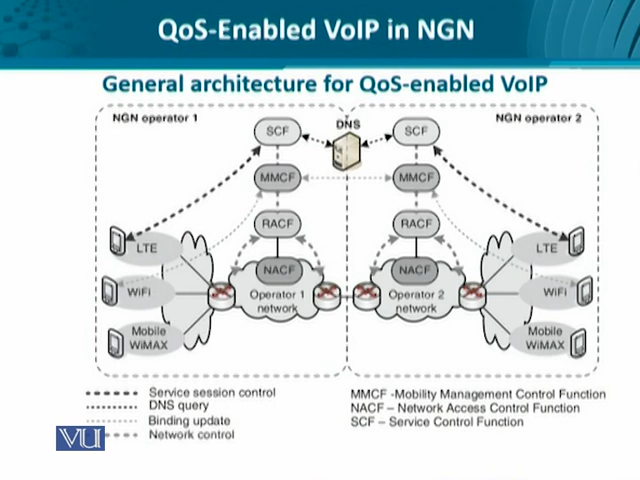 QoS-Enabled VoIP in NGN
General architecture for QoS-enabled VoIP
NGN operator 1
DNS
NGN operator 2
SCF
SCF
MMCF
MMCF
RACF
RACF
LTE
LTE
NACF
NACF
WiFi
Operator 1
network
Operator 2
network
WiFi
Mobile
WiMAX
Mobile
WiMAX
Service session control
DNS query
Binding update
Network control
MMCF -Mobility Management Control Function
NACF – Network Access Control Function
SCF – Service Control Function
VU